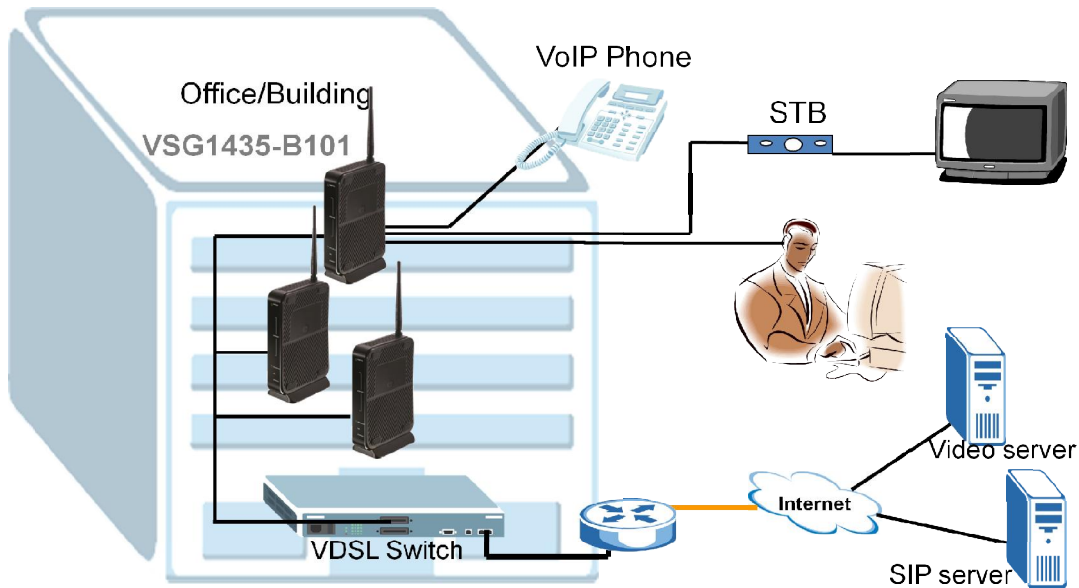 VoIP Phone
Office/Building
STB
VSG1435-B101
Video server
Internet
VDSL Switch
SIP server